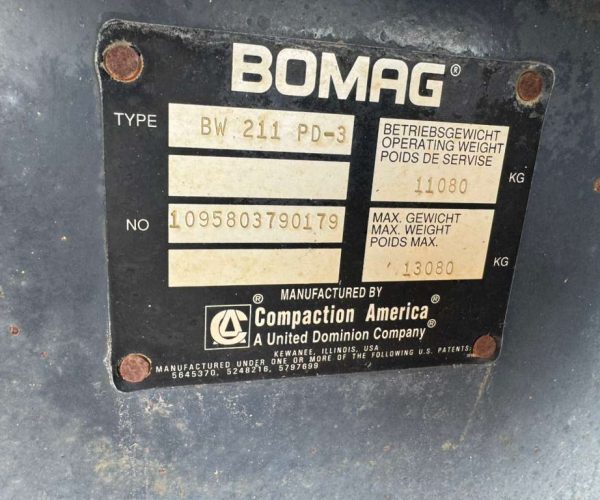 BOMAG®
TYPE BW 211 PD-3
BETRIEBSGEWICHT
OPERATING WEIGHT
POIDS DE SERVISE
11080 KG
NO 1095803790179
MAX. GEWICHT
MAX. WEIGHT
POIDS MAX.
13080 KG
MANUFACTURED BY
® Compaction America®
CA A United Dominion Company®
KEWANEE, ILLINOIS, USA
MANUFACTURED UNDER ONE OR MORE OF THE FOLLOWING U.S. PATENTS:
5645370, 5248216, 5797699